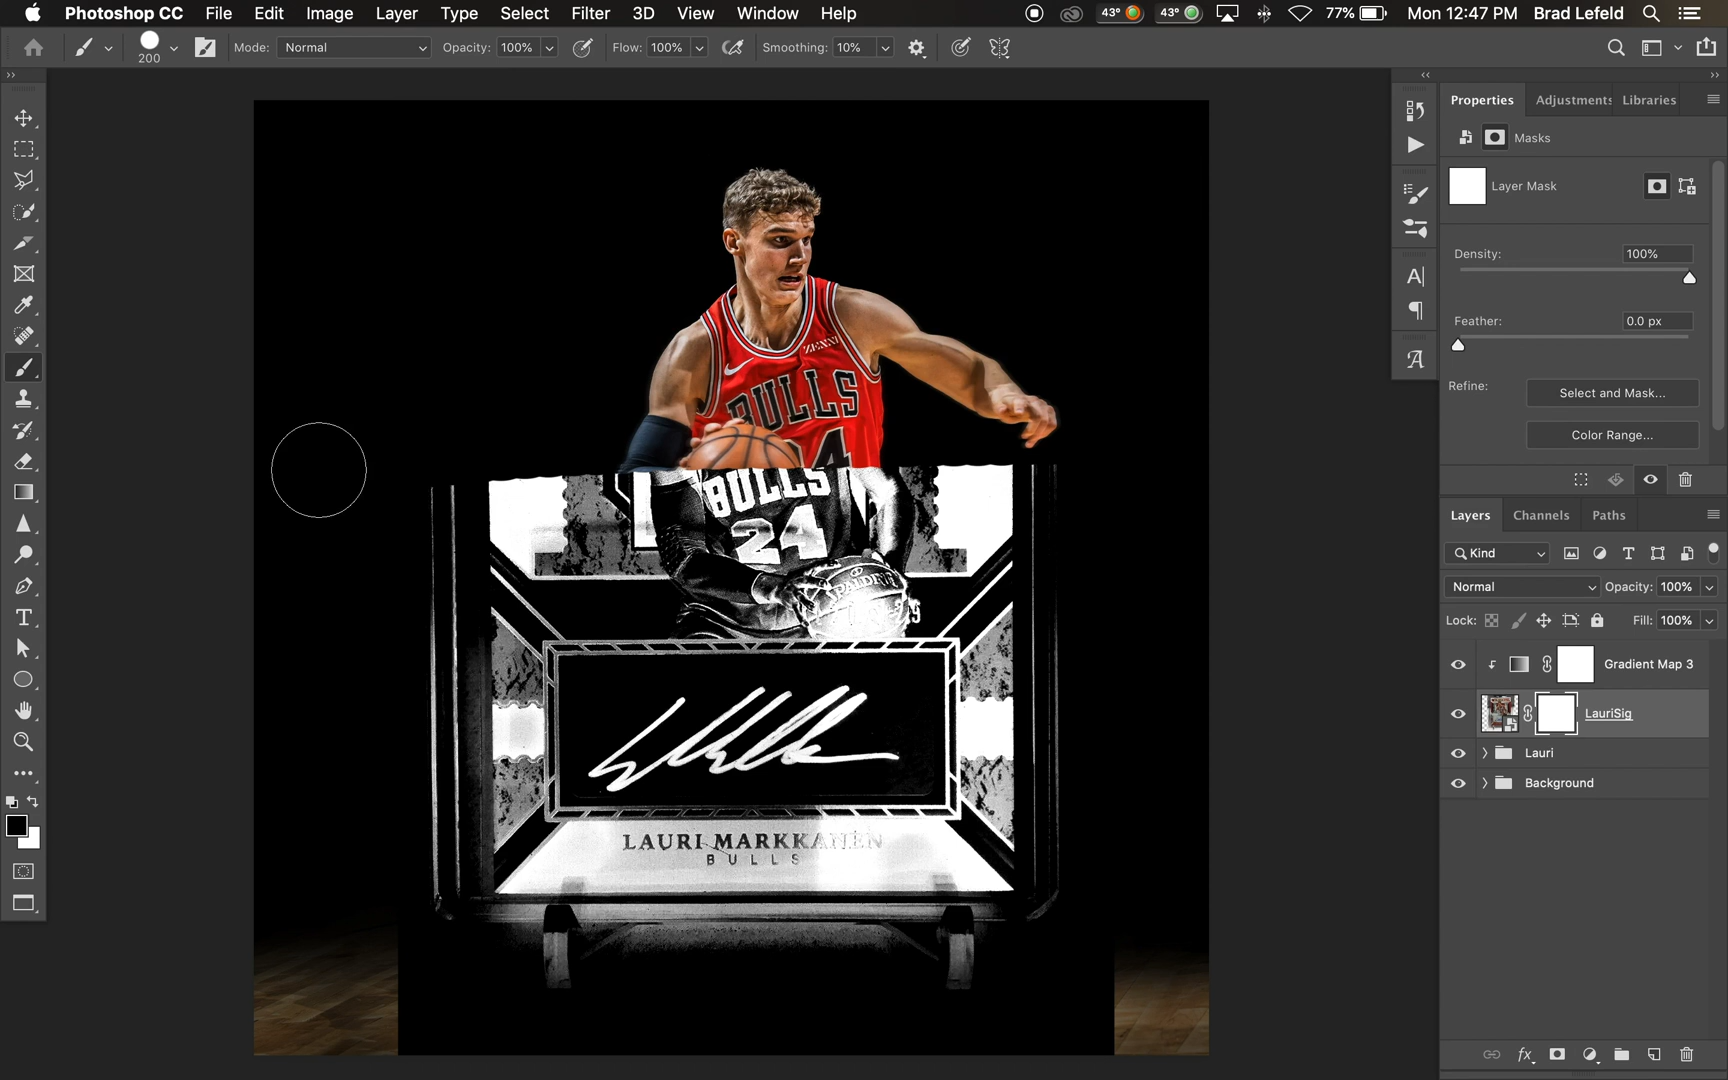 Photoshop CC File Edit Image Layer Type Select Filter 3D View Window Help 43° 43° 77% Mon 12:47 PM Brad Lefeld
200 Mode: Normal Opacity: 100% Flow: 100% Smoothing: 10%
Properties Adjustments Libraries
Masks
Layer Mask
Density: 100%
Feather: 0.0 px
Refine: Select and Mask...
Color Range...
Layers Channels Paths
Kind
Normal Opacity: 100%
Lock: Fill: 100%
Gradient Map 3
LauriSig
Lauri
Background
ZENNI
BULLS
24
BULLS
24
SPALDING
LAURI MARKKANEN
BULLS